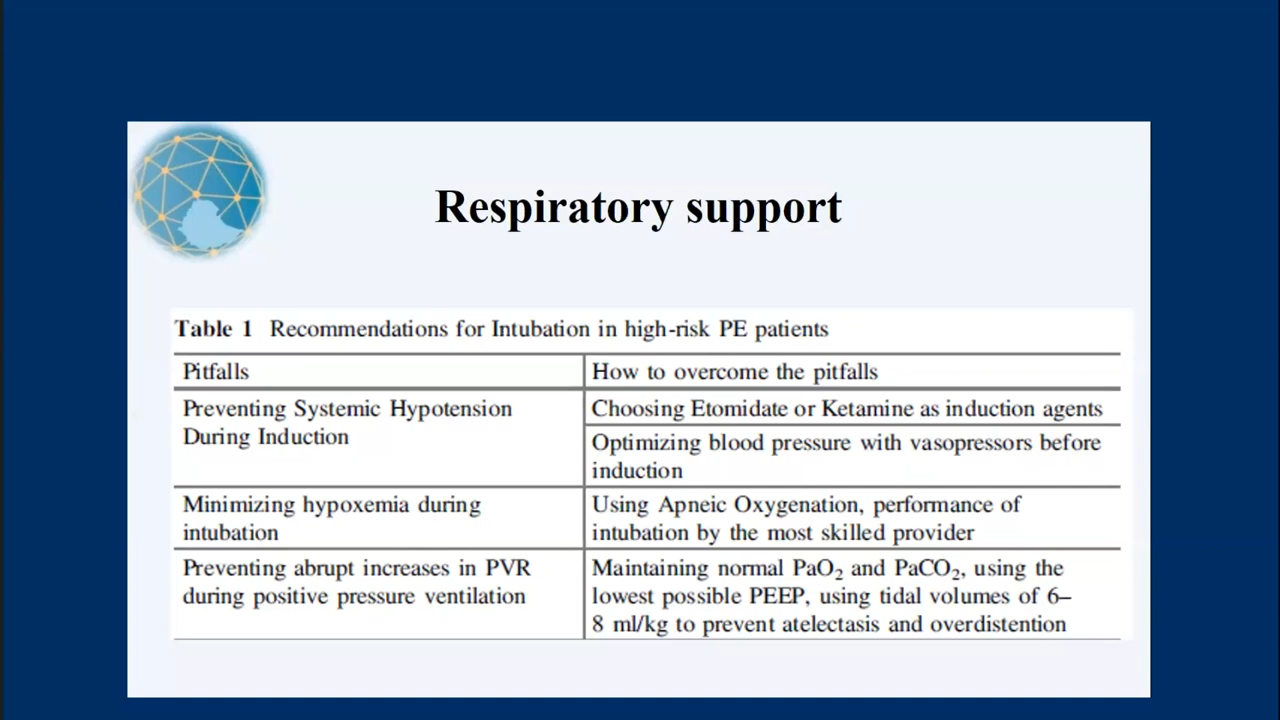 Respiratory support
Table 1 Recommendations for Intubation in high-risk PE patients
Pitfalls
How to overcome the pitfalls
Preventing Systemic Hypotension
During Induction
Choosing Etomidate or Ketamine as induction agents
Optimizing blood pressure with vasopressors before
induction
Minimizing hypoxemia during
intubation
Using Apneic Oxygenation, performance of
intubation by the most skilled provider
Preventing abrupt increases in PVR
during positive pressure ventilation
Maintaining normal PaO₂ and PaCO₂, using the
lowest possible PEEP, using tidal volumes of 6–
8 ml/kg to prevent atelectasis and overdistention